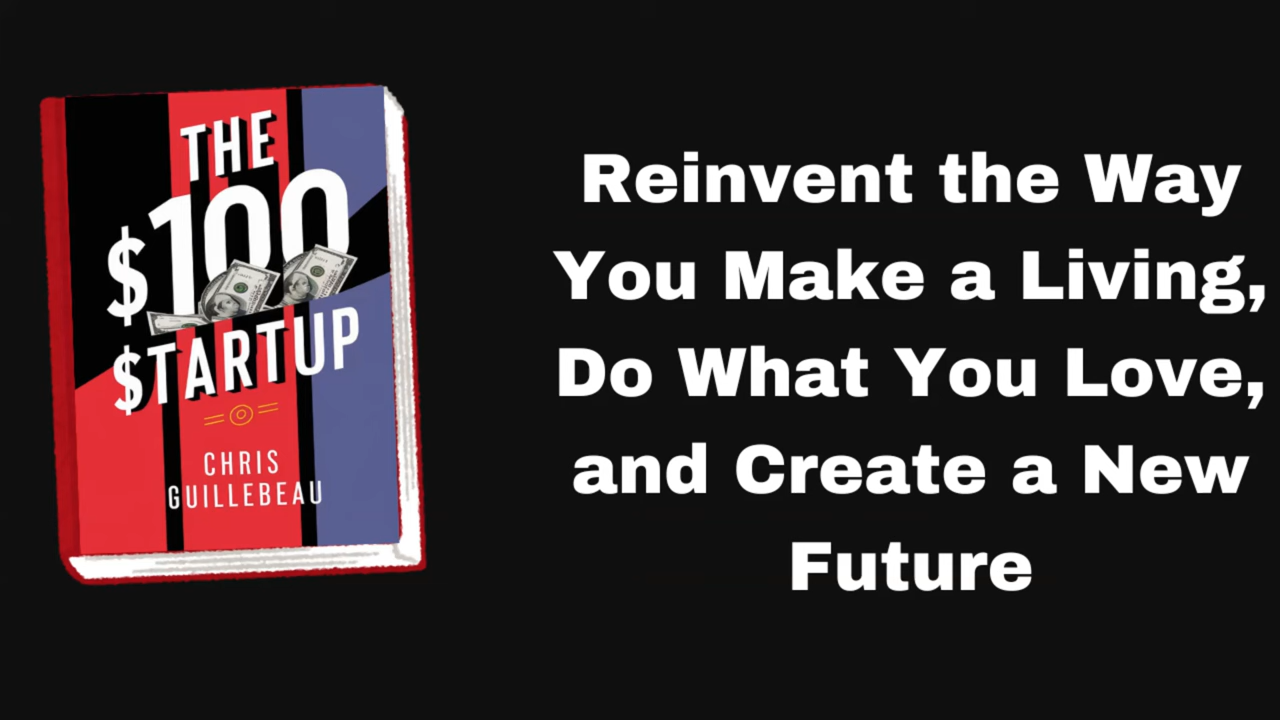 THE
$100
$TARTUP
CHRIS
GUILLEBEAU
Reinvent the Way
You Make a Living,
Do What You Love,
and Create a New
Future